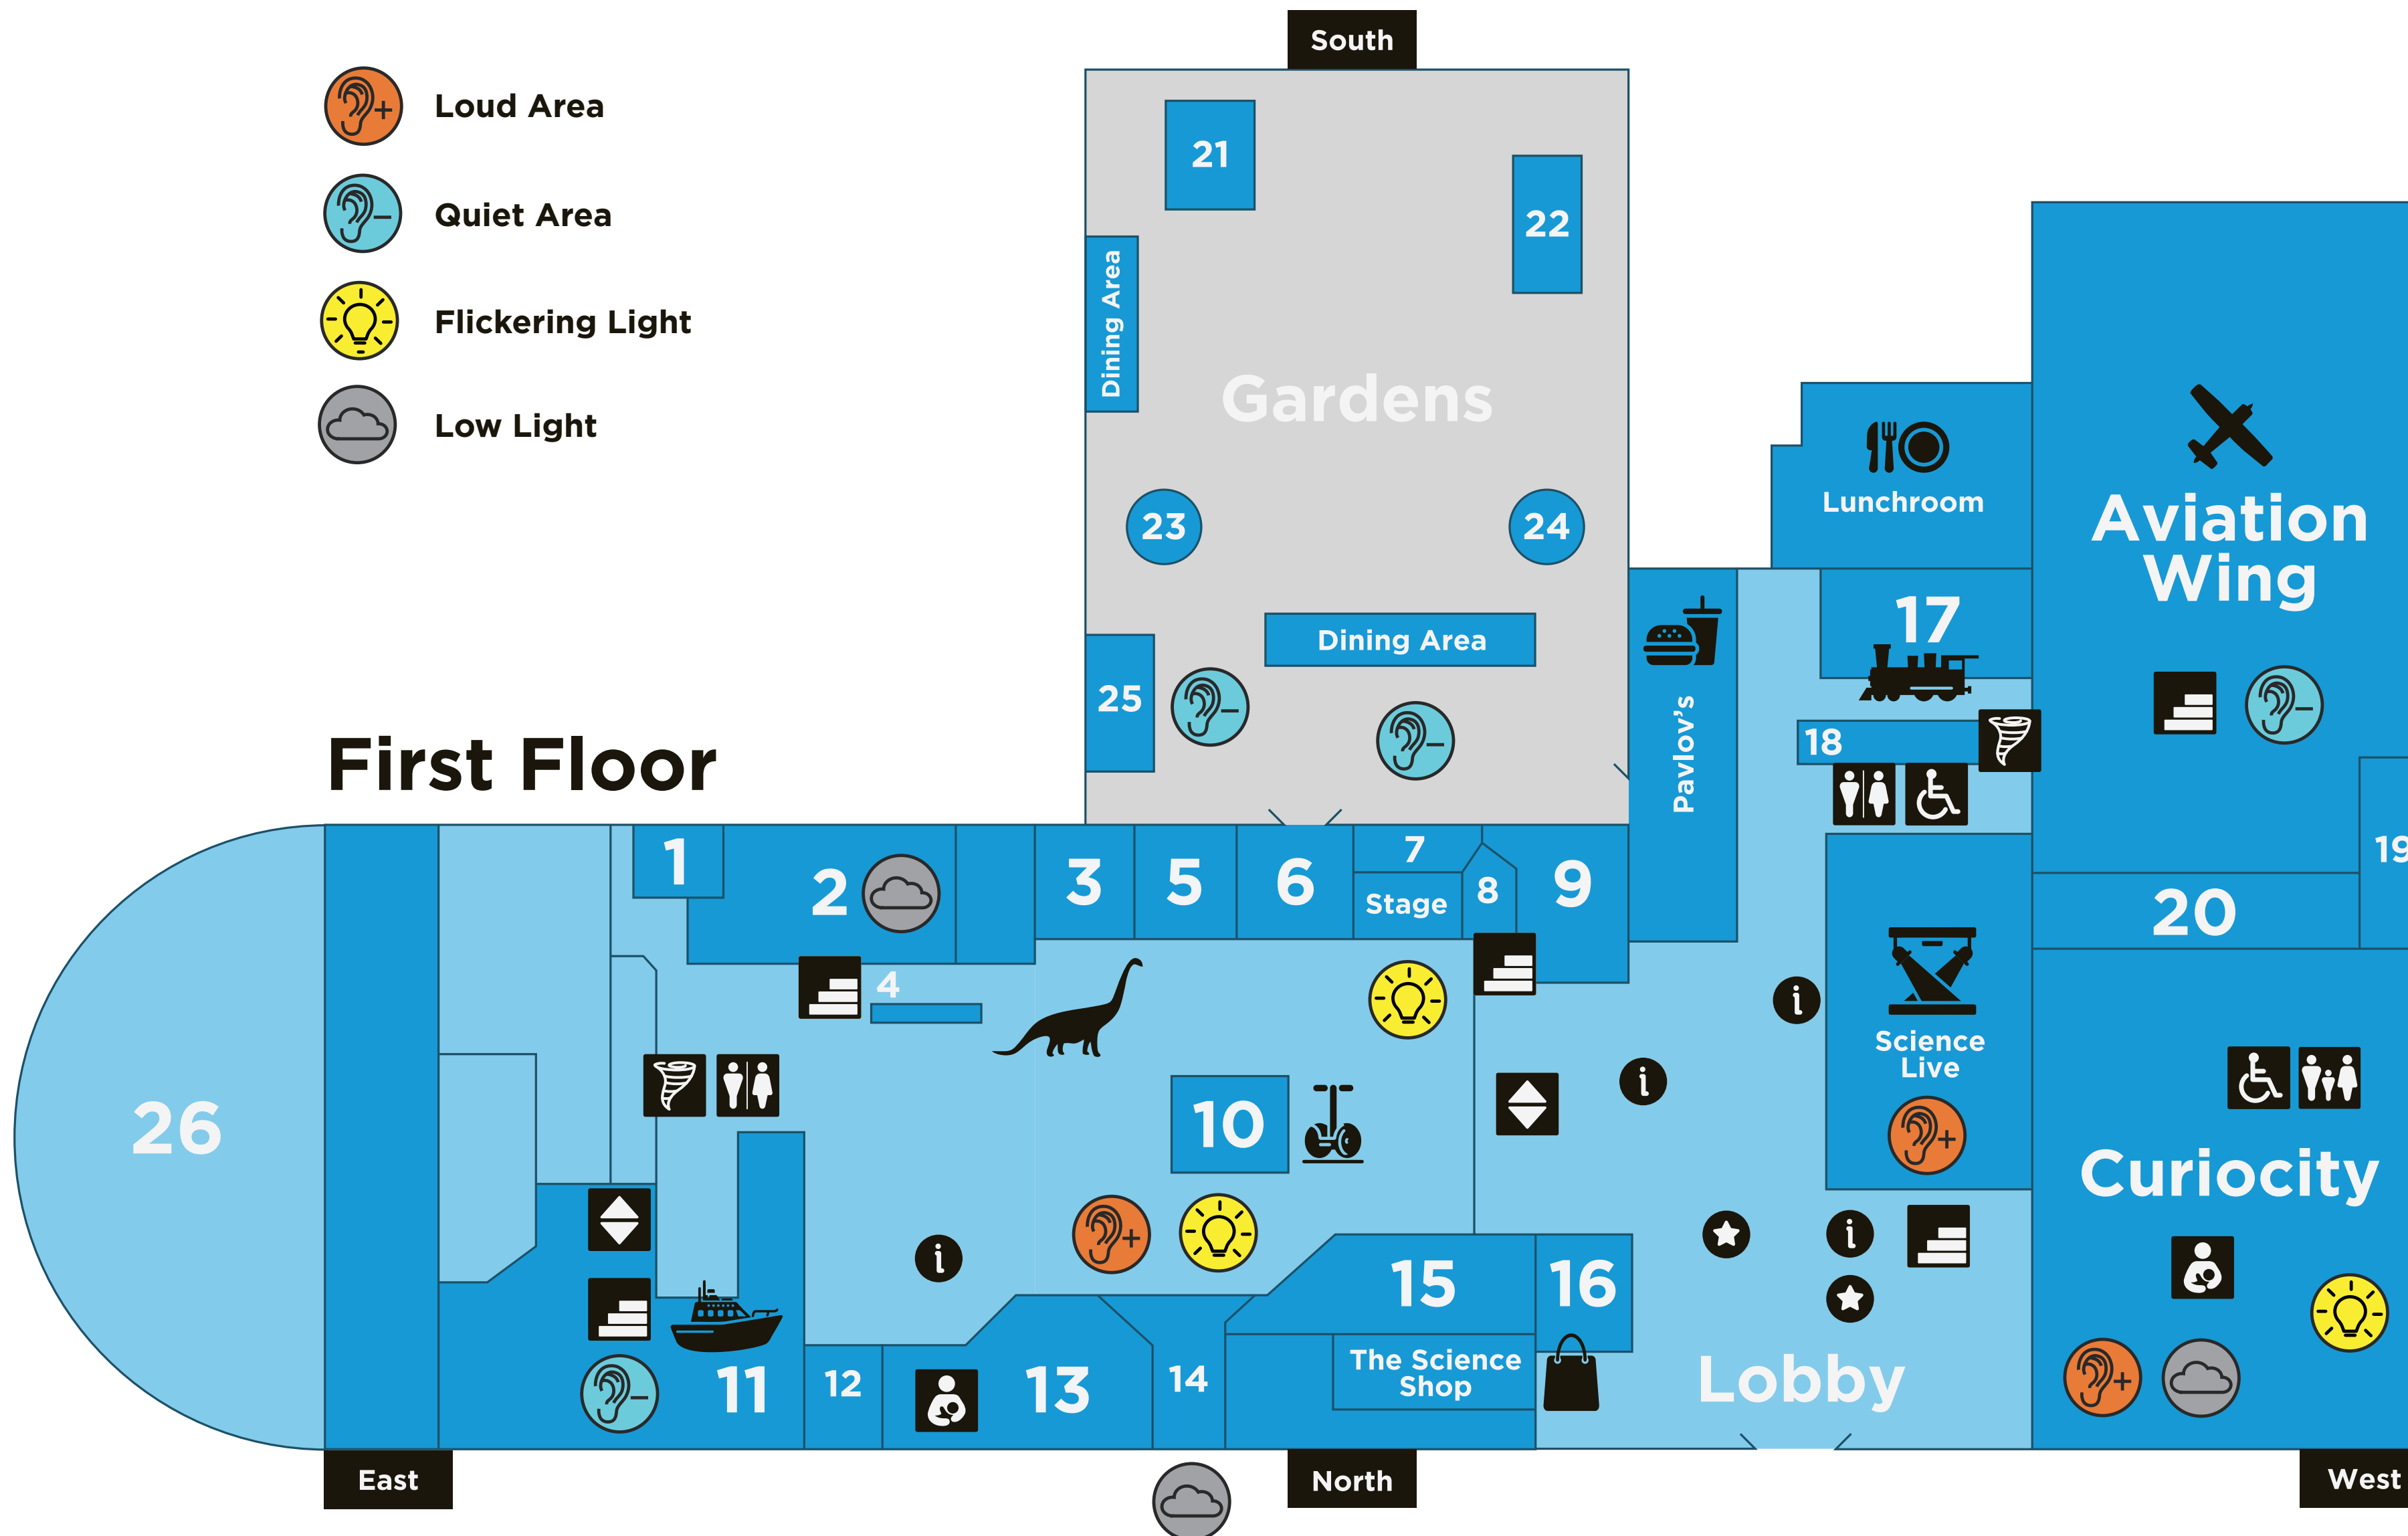 South
Loud Area
Quiet Area
Flickering Light
Low Light
21
22
Dining Area
Gardens
Lunchroom
23
24
Aviation
Wing
17
Dining Area
25
Pavlov's
18
First Floor
1
2
3
5
6
7
Stage
8
9
19
20
4
i
Science
Live
26
10
i
Curiocity
i
i
15
16
11
12
13
14
The Science
Shop
Lobby
East
North
West